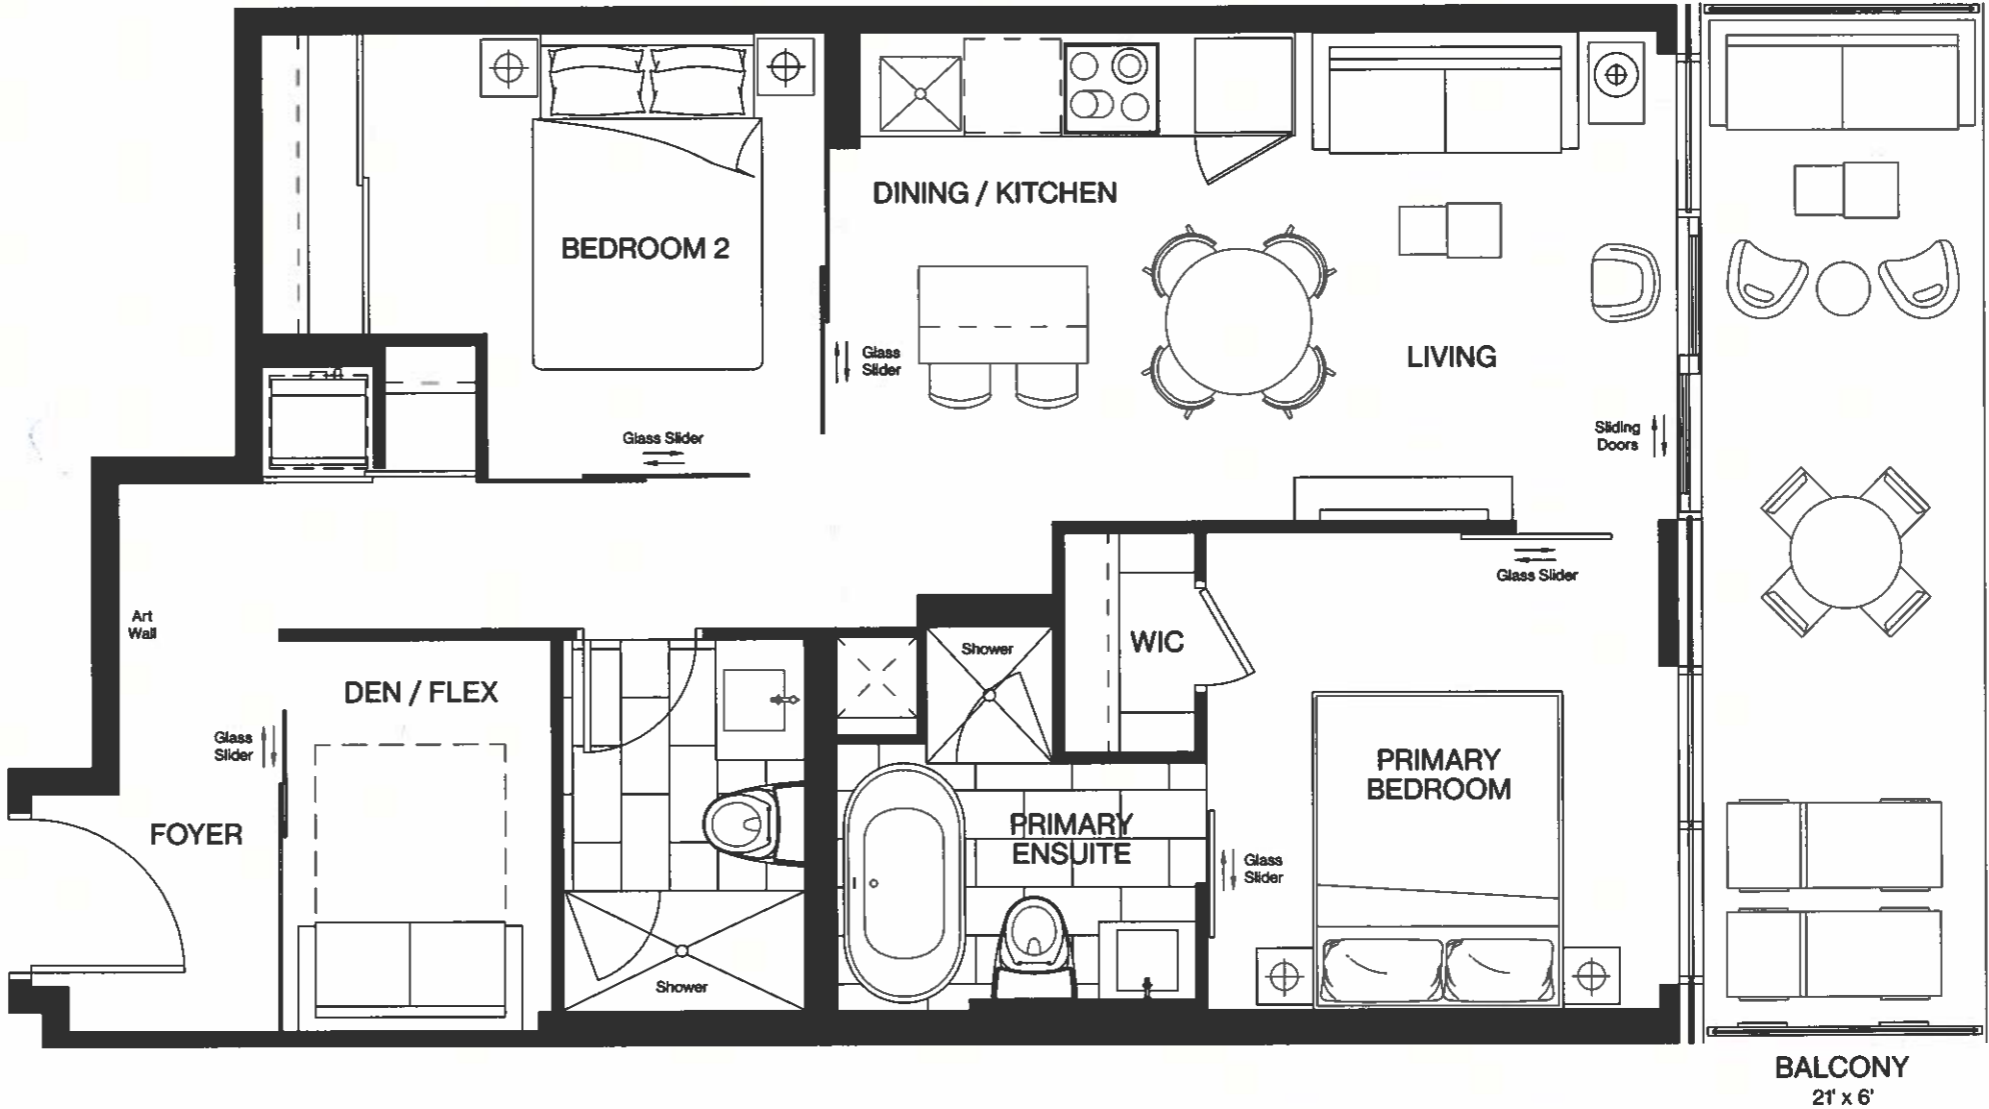 DINING / KITCHEN
BEDROOM 2
Glass
Slider
LIVING
Glass Slider
Sliding
Doors
Glass Slider
Art
Wall
Shower
WIC
DEN / FLEX
Glass
Slider
PRIMARY
BEDROOM
FOYER
PRIMARY
ENSUITE
Glass
Slider
Shower
BALCONY
21' x 6'